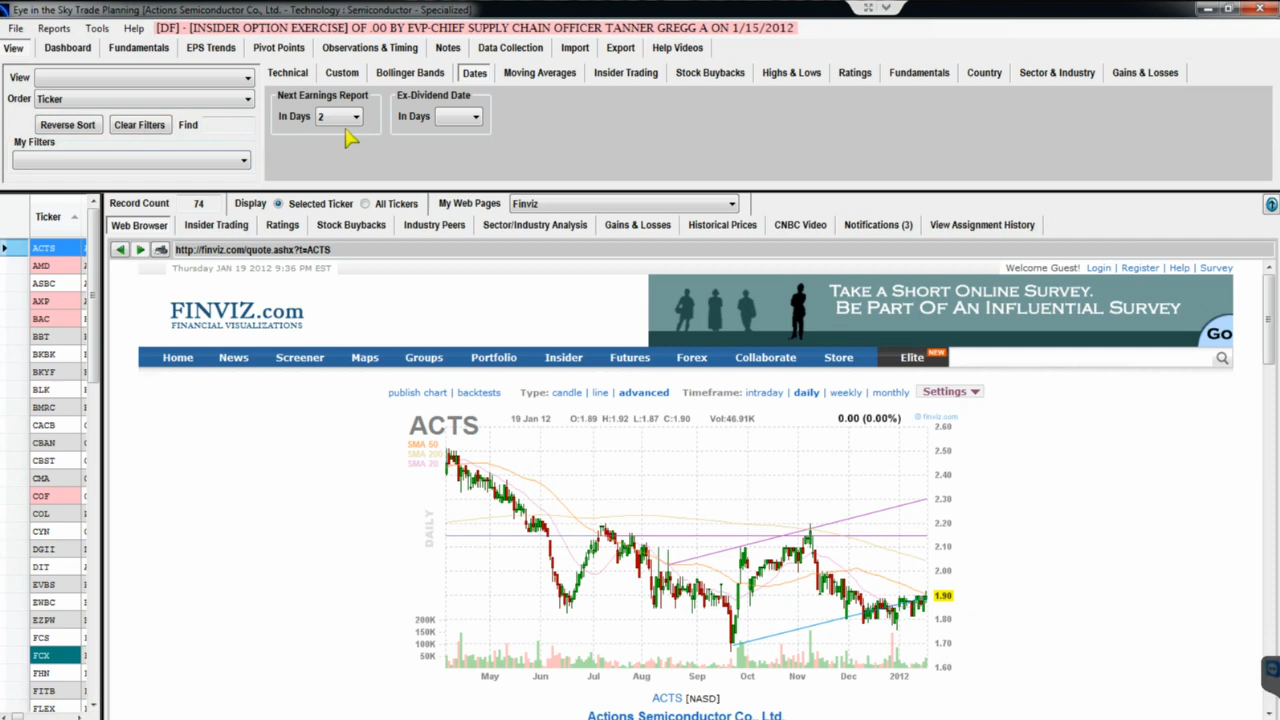 Eye in the Sky Trade Planning [Actions Semiconductor Co., Ltd. - Technology : Semiconductor - Specialized]
File Reports Tools Help [DF] - [INSIDER OPTION EXERCISE] OF .00 BY EVP-CHIEF SUPPLY CHAIN OFFICER TANNER GREGG A ON 1/15/2012
View Dashboard Fundamentals EPS Trends Pivot Points Observations & Timing Notes Data Collection Import Export Help Videos
View
Order Ticker
Reverse Sort Clear Filters Find
My Filters
Technical Custom Bollinger Bands Dates Moving Averages Insider Trading Stock Buybacks Highs & Lows Ratings Fundamentals Country Sector & Industry Gains & Losses
Next Earnings Report Ex-Dividend Date
In Days 2 In Days
Ticker
ACTS
AMD
ASBC
AXP
BAC
BBT
BKBK
BKYF
BLK
BMRC
CACB
CBAN
CBST
CMA
COF
COL
CYN
DGII
DIT
EVBS
EWBC
EZPW
FCS
FCX
FHN
FITB
FLEX
Record Count 74 Display Selected Ticker All Tickers My Web Pages Finviz
Web Browser Insider Trading Ratings Stock Buybacks Industry Peers Sector/Industry Analysis Gains & Losses Historical Prices CNBC Video Notifications (3) View Assignment History
http://finviz.com/quote.ashx?t=ACTS
Thursday JAN 19 2012 9:36 PM EST Welcome Guest! Login | Register | Help | Survey
FINVIZ.com
FINANCIAL VISUALIZATIONS
TAKE A SHORT ONLINE SURVEY.
BE PART OF AN INFLUENTIAL SURVEY
Go
Home News Screener Maps Groups Portfolio Insider Futures Forex Collaborate Store Elite NEW
publish chart | backtests Type: candle | line | advanced Timeframe: intraday | daily | weekly | monthly Settings
ACTS 19 Jan 12 O:1.89 H:1.92 L:1.87 C:1.90 Vol:46.91K 0.00 (0.00%) © finviz.com
SMA 50
SMA 200
SMA 20
DAILY
2.60
2.50
2.40
2.30
2.20
2.10
2.00
1.90
1.80
1.70
1.60
200K
150K
100K
50K
May Jun Jul Aug Sep Oct Nov Dec 2012
ACTS [NASD]
Actions Semiconductor Co., Ltd.